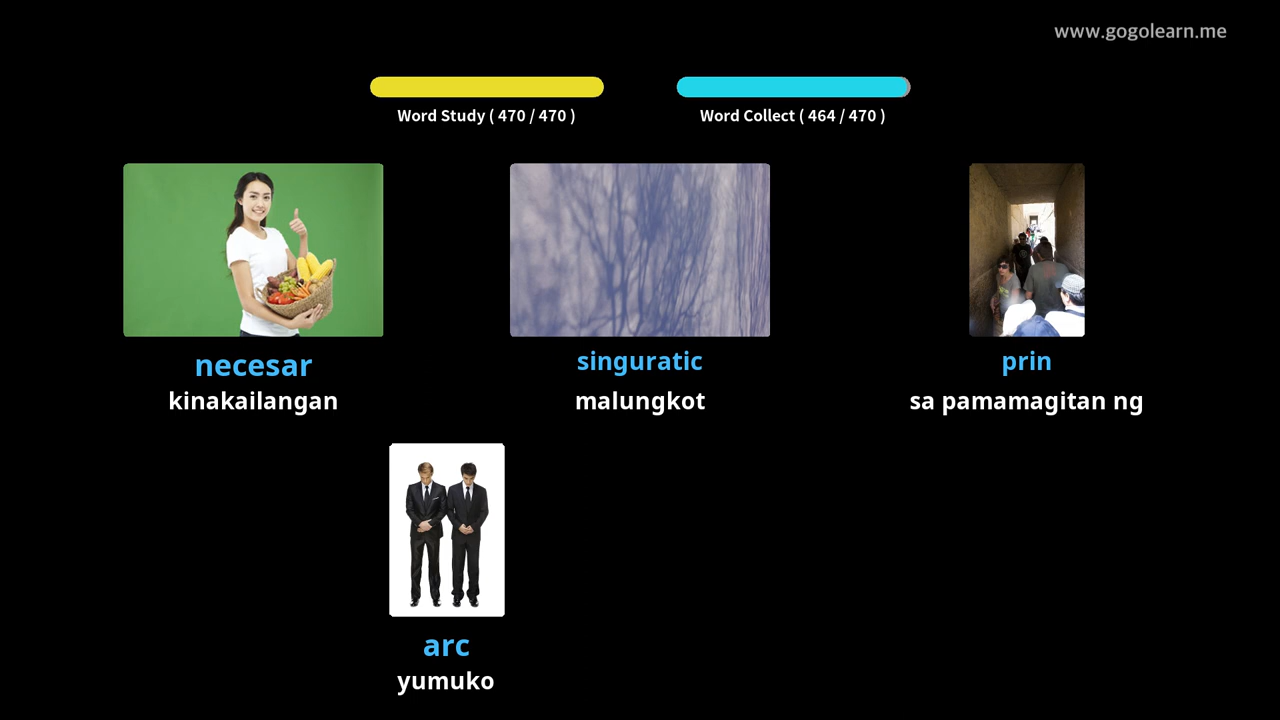 www.gogolearn.me
Word Study ( 470 / 470 )
Word Collect ( 464 / 470 )
necesar
kinakailangan
singuratic
malungkot
prin
sa pamamagitan ng
arc
yumuko